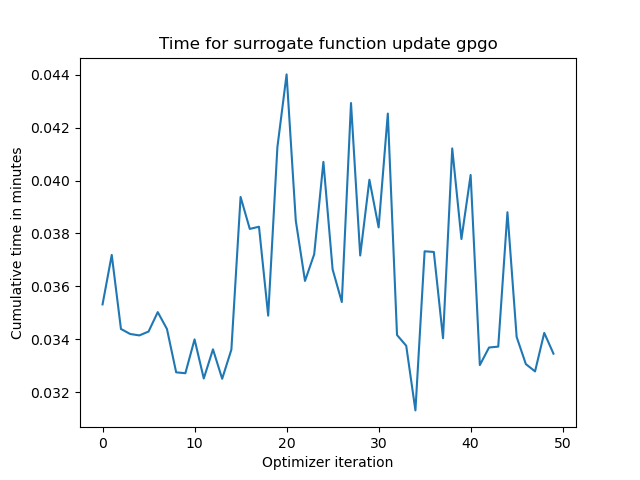 Time for surrogate function update gpgo
0.044
0.042
0.040
0.038
0.036
0.034
0.032
Cumulative time in minutes
0 10 20 30 40 50
Optimizer iteration